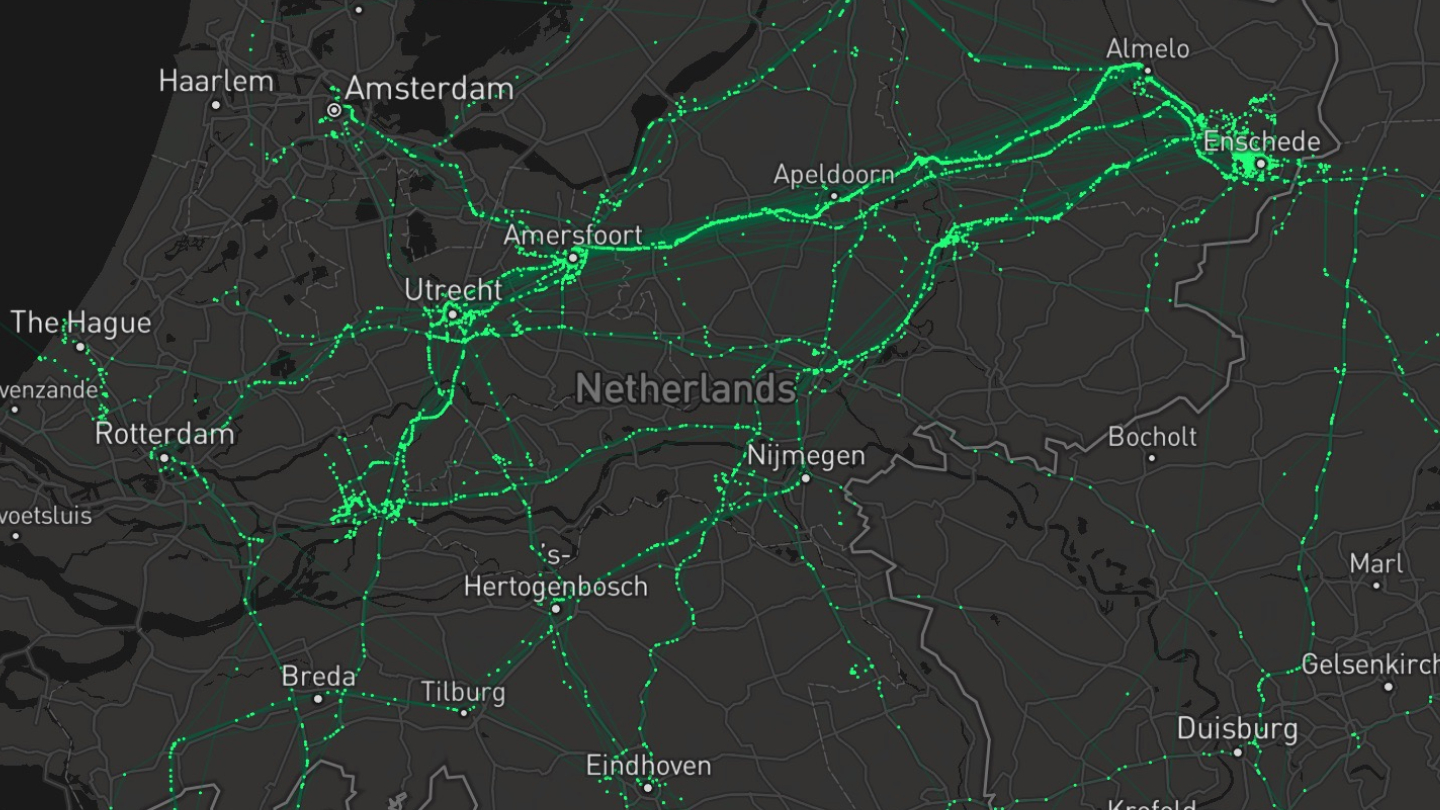 Almelo
Haarlem
Amsterdam
Enschede
Apeldoorn
Amersfoort
Utrecht
The Hague
venzande
Netherlands
Rotterdam
Bocholt
Nijmegen
voetsluis
's-
Hertogenbosch
Marl
Gelsenkirch
Breda
Tilburg
Duisburg
Eindhoven
Krefeld